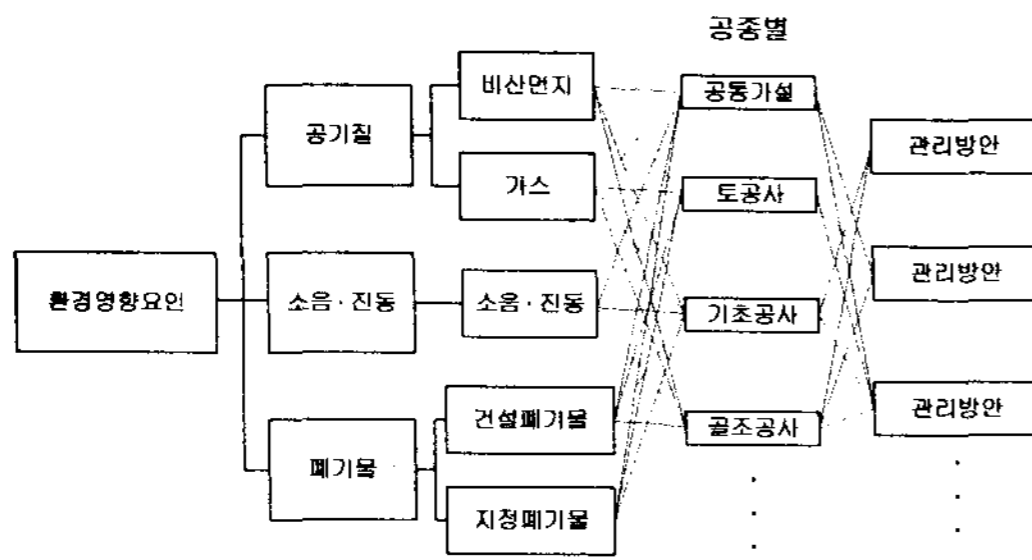 공종별
비산먼지
공통가설
공기질
관리방안
가스
토공사
환경영향요인
소음·진동
소음·진동
기초공사
관리방안
건설폐기물
골조공사
관리방안
폐기물
지정폐기물